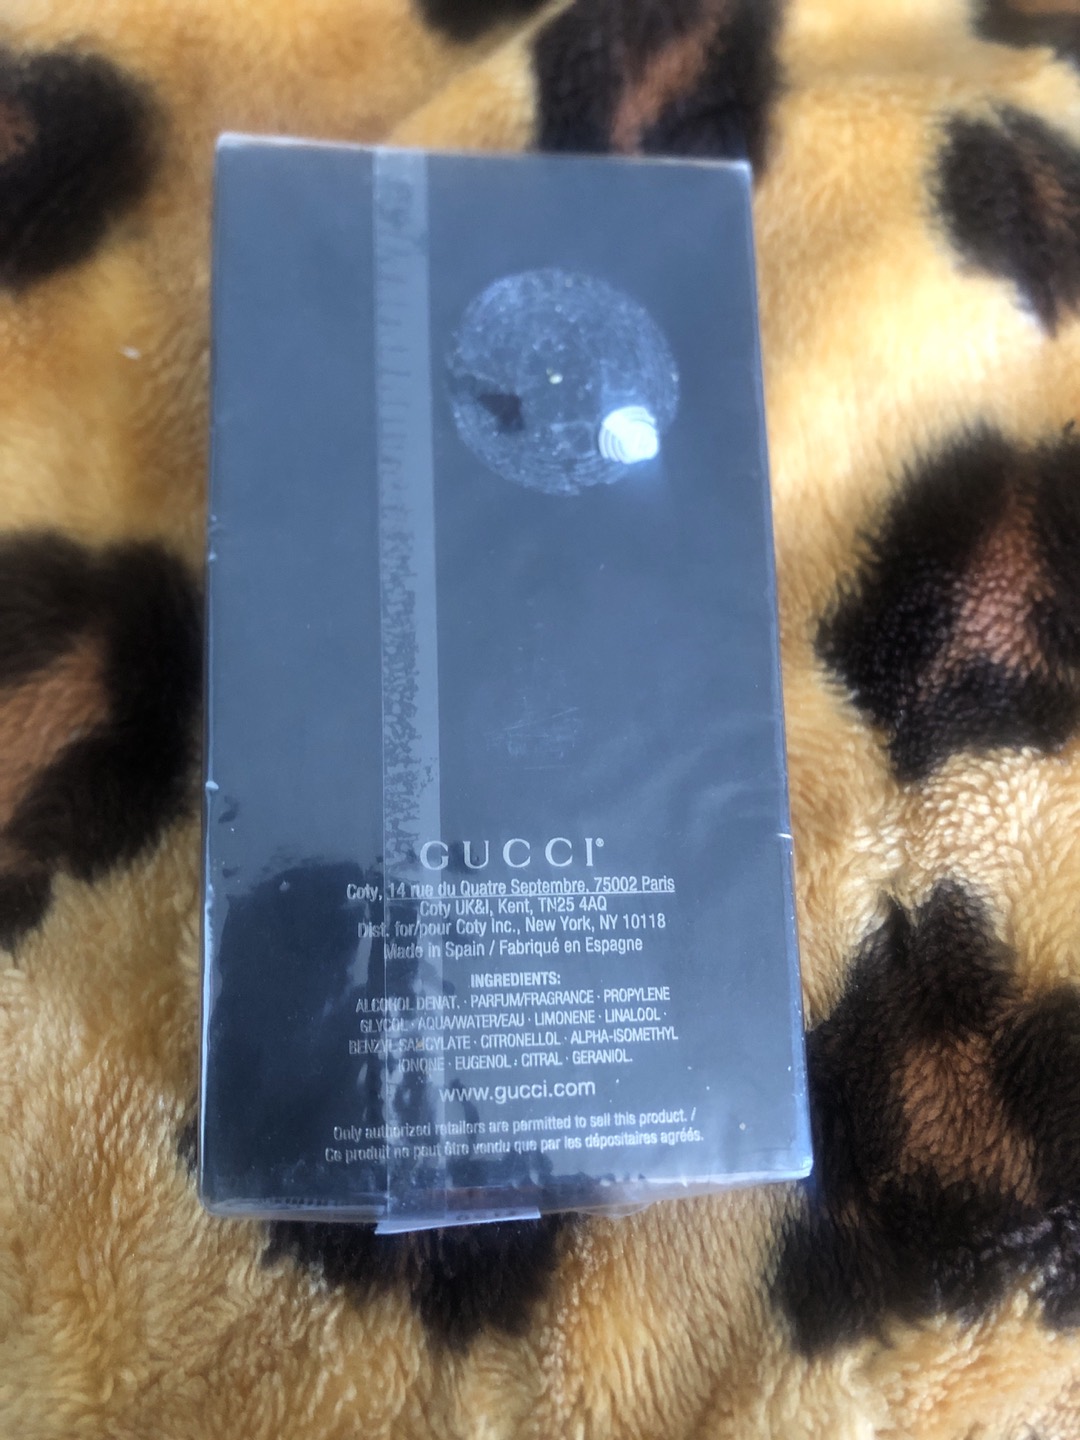 GUCCI®
Coty, 14 rue du Quatre Septembre, 75002 Paris
Coty UK&I, Kent, TN25 4AQ
Dist. for/pour Coty Inc., New York, NY 10118
Made in Spain / Fabriqué en Espagne
INGREDIENTS:
ALCOHOL DENAT. · PARFUM/FRAGRANCE · PROPYLENE
GLYCOL · AQUA/WATER/EAU · LIMONENE · LINALOOL ·
BENZYL SALICYLATE · CITRONELLOL · ALPHA-ISOMETHYL
IONONE · EUGENOL · CITRAL · GERANIOL.
www.gucci.com
Only authorized retailers are permitted to sell this product. /
Ce produit ne peut être vendu que par les dépositaires agréés.